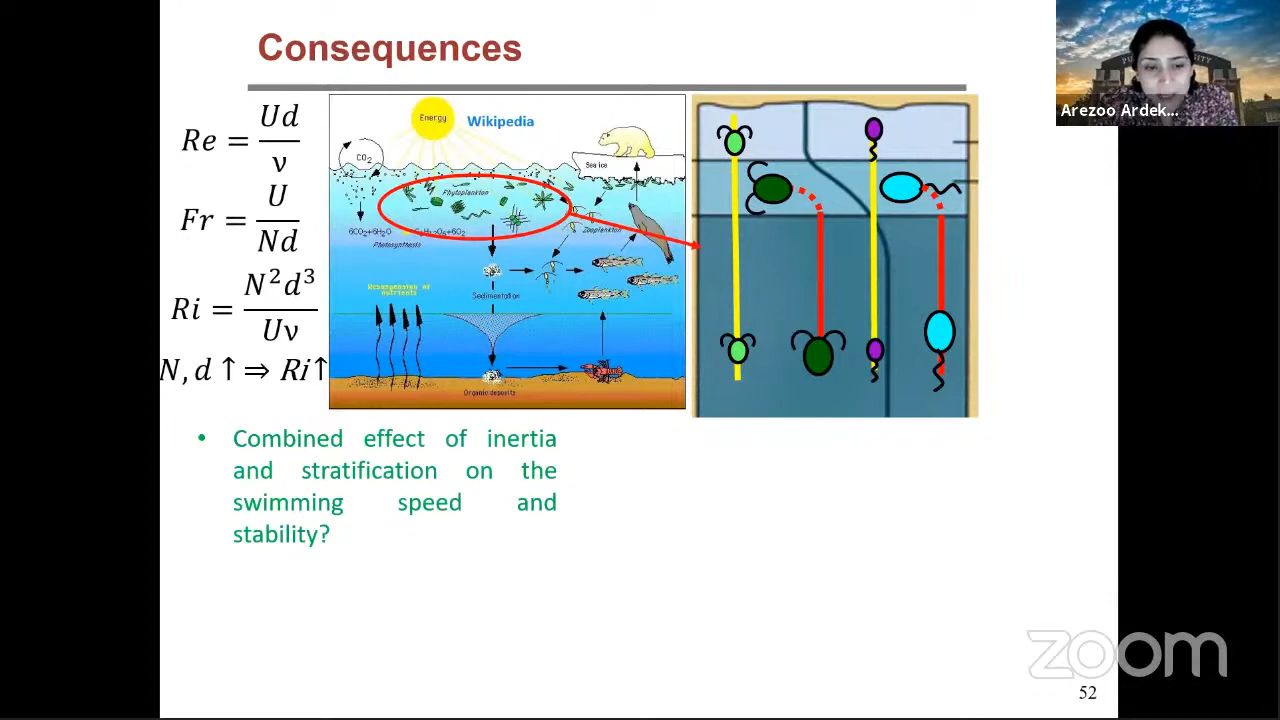 Consequences
Re = Ud/ν
Fr = U/Nd
Ri = N²d³/Uν
N, d ↑ ⇒ Ri↑
Energy
Wikipedia
CO2
Sea ice
Phytoplankton
Zooplankton
Photosynthesis
Sedimentation
Organic deposits
• Combined effect of inertia
and stratification on the
swimming speed and
stability?
Arezoo Ardek...
zoom
52